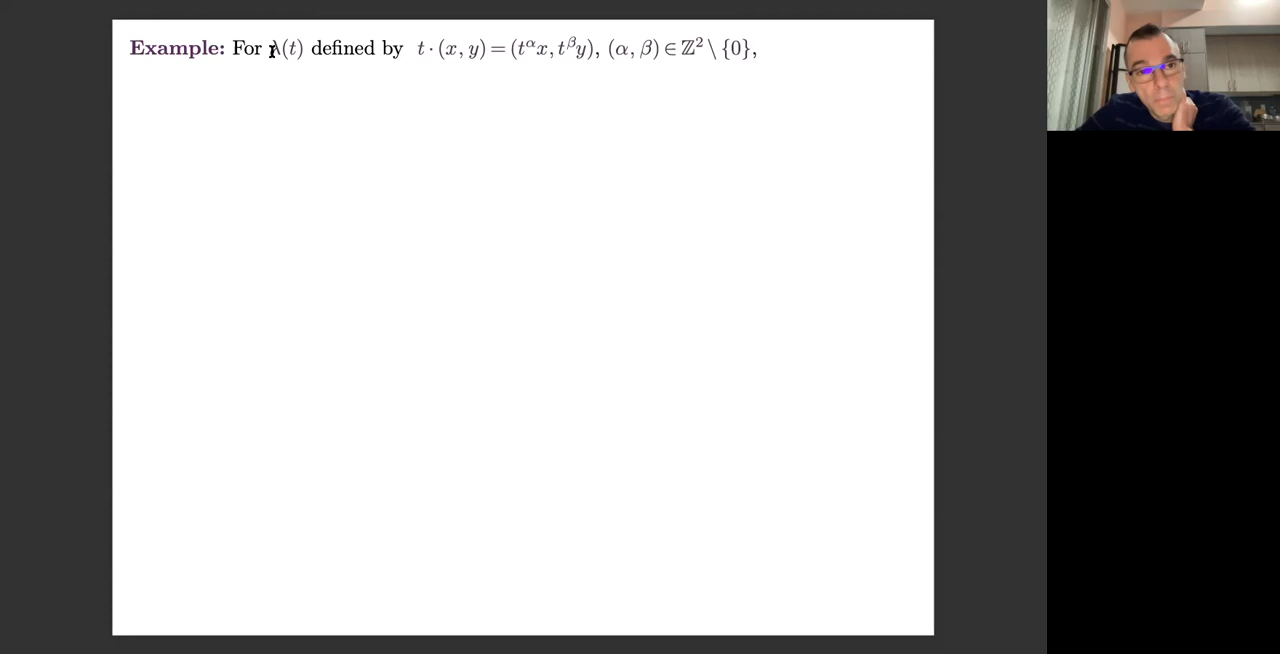 Example: For λ(t) defined by t · (x, y) = (t^α x, t^β y), (α, β) ∈ ℤ² \ {0},